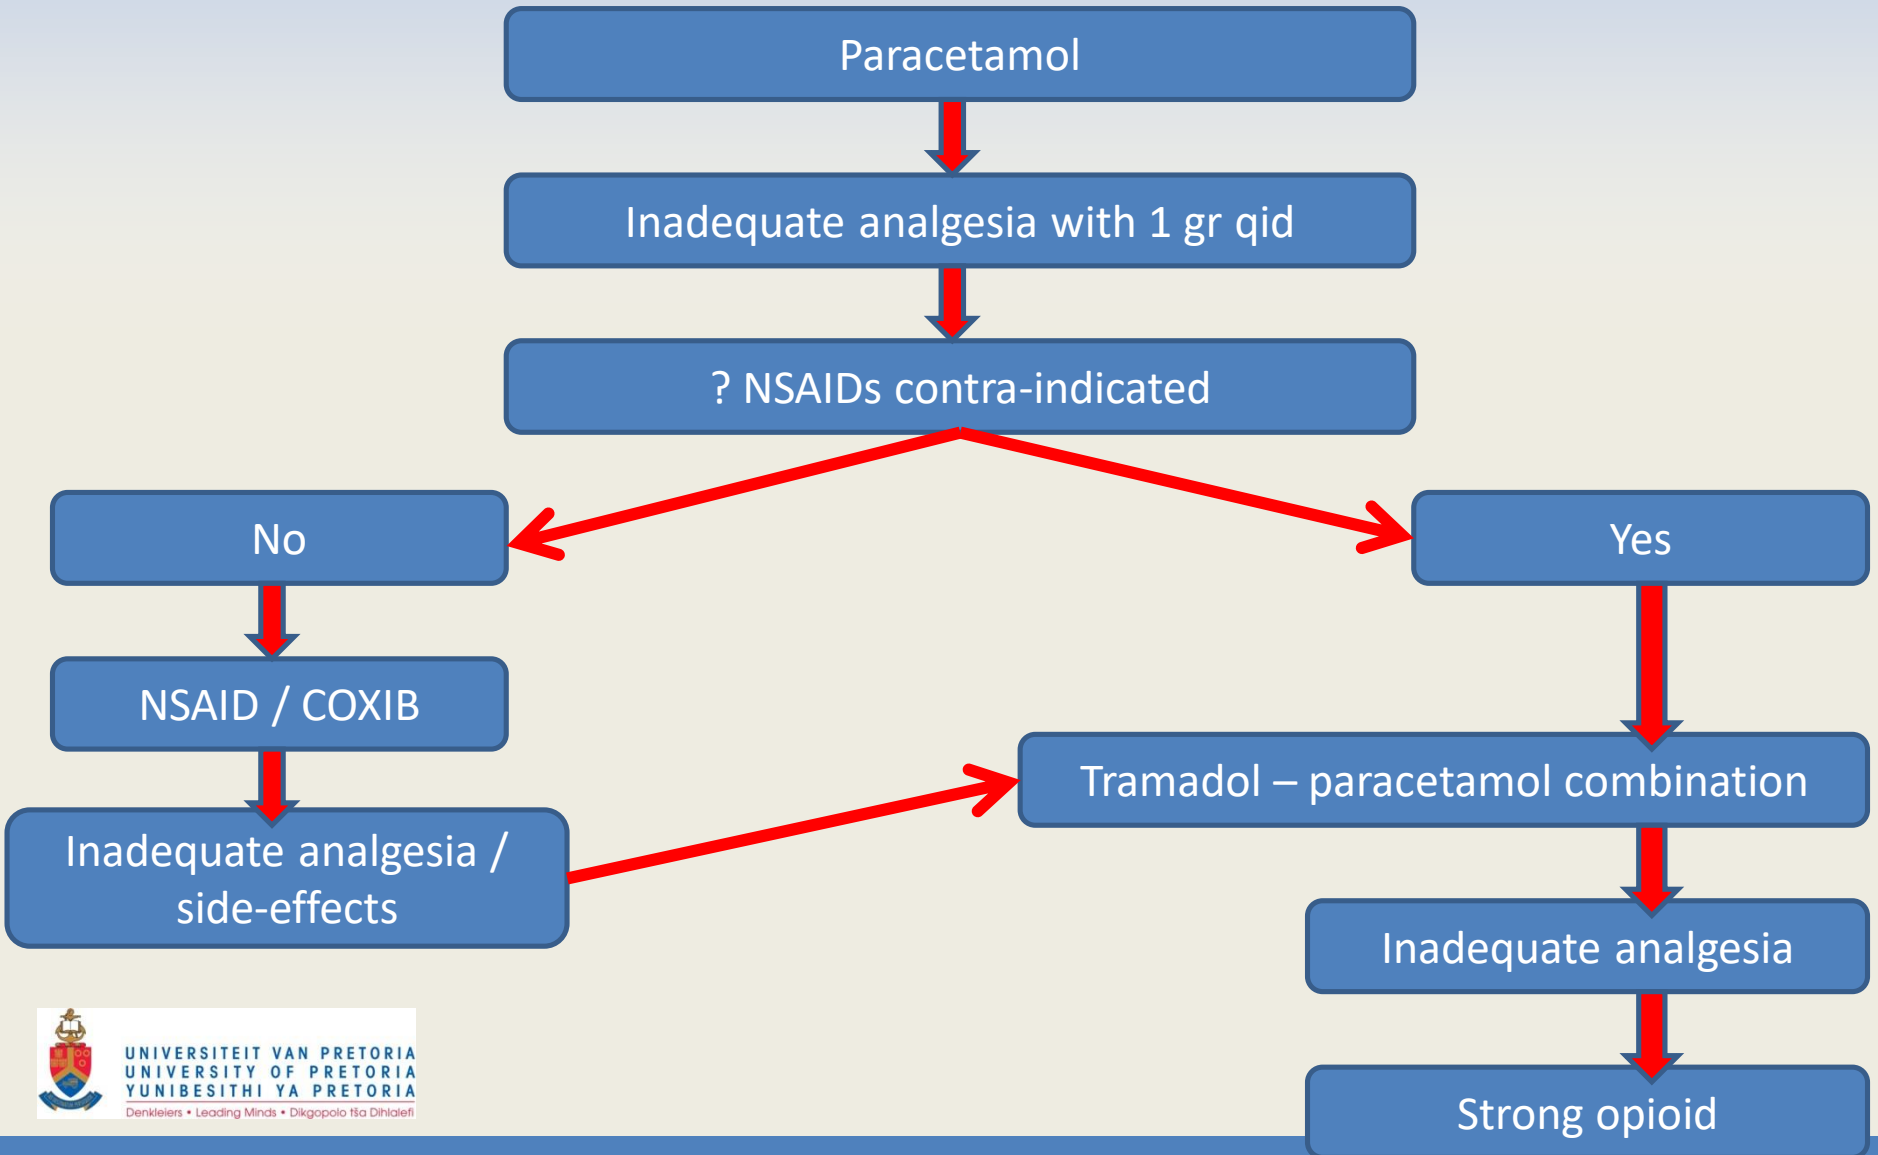 Paracetamol
Inadequate analgesia with 1 gr qid
? NSAIDs contra-indicated
No
Yes
NSAID / COXIB
Tramadol – paracetamol combination
Inadequate analgesia /
side-effects
Inadequate analgesia
Strong opioid
UNIVERSITEIT VAN PRETORIA
UNIVERSITY OF PRETORIA
YUNIBESITHI YA PRETORIA
Denkleiers • Leading Minds • Dikgopolo tša Dihlalefi